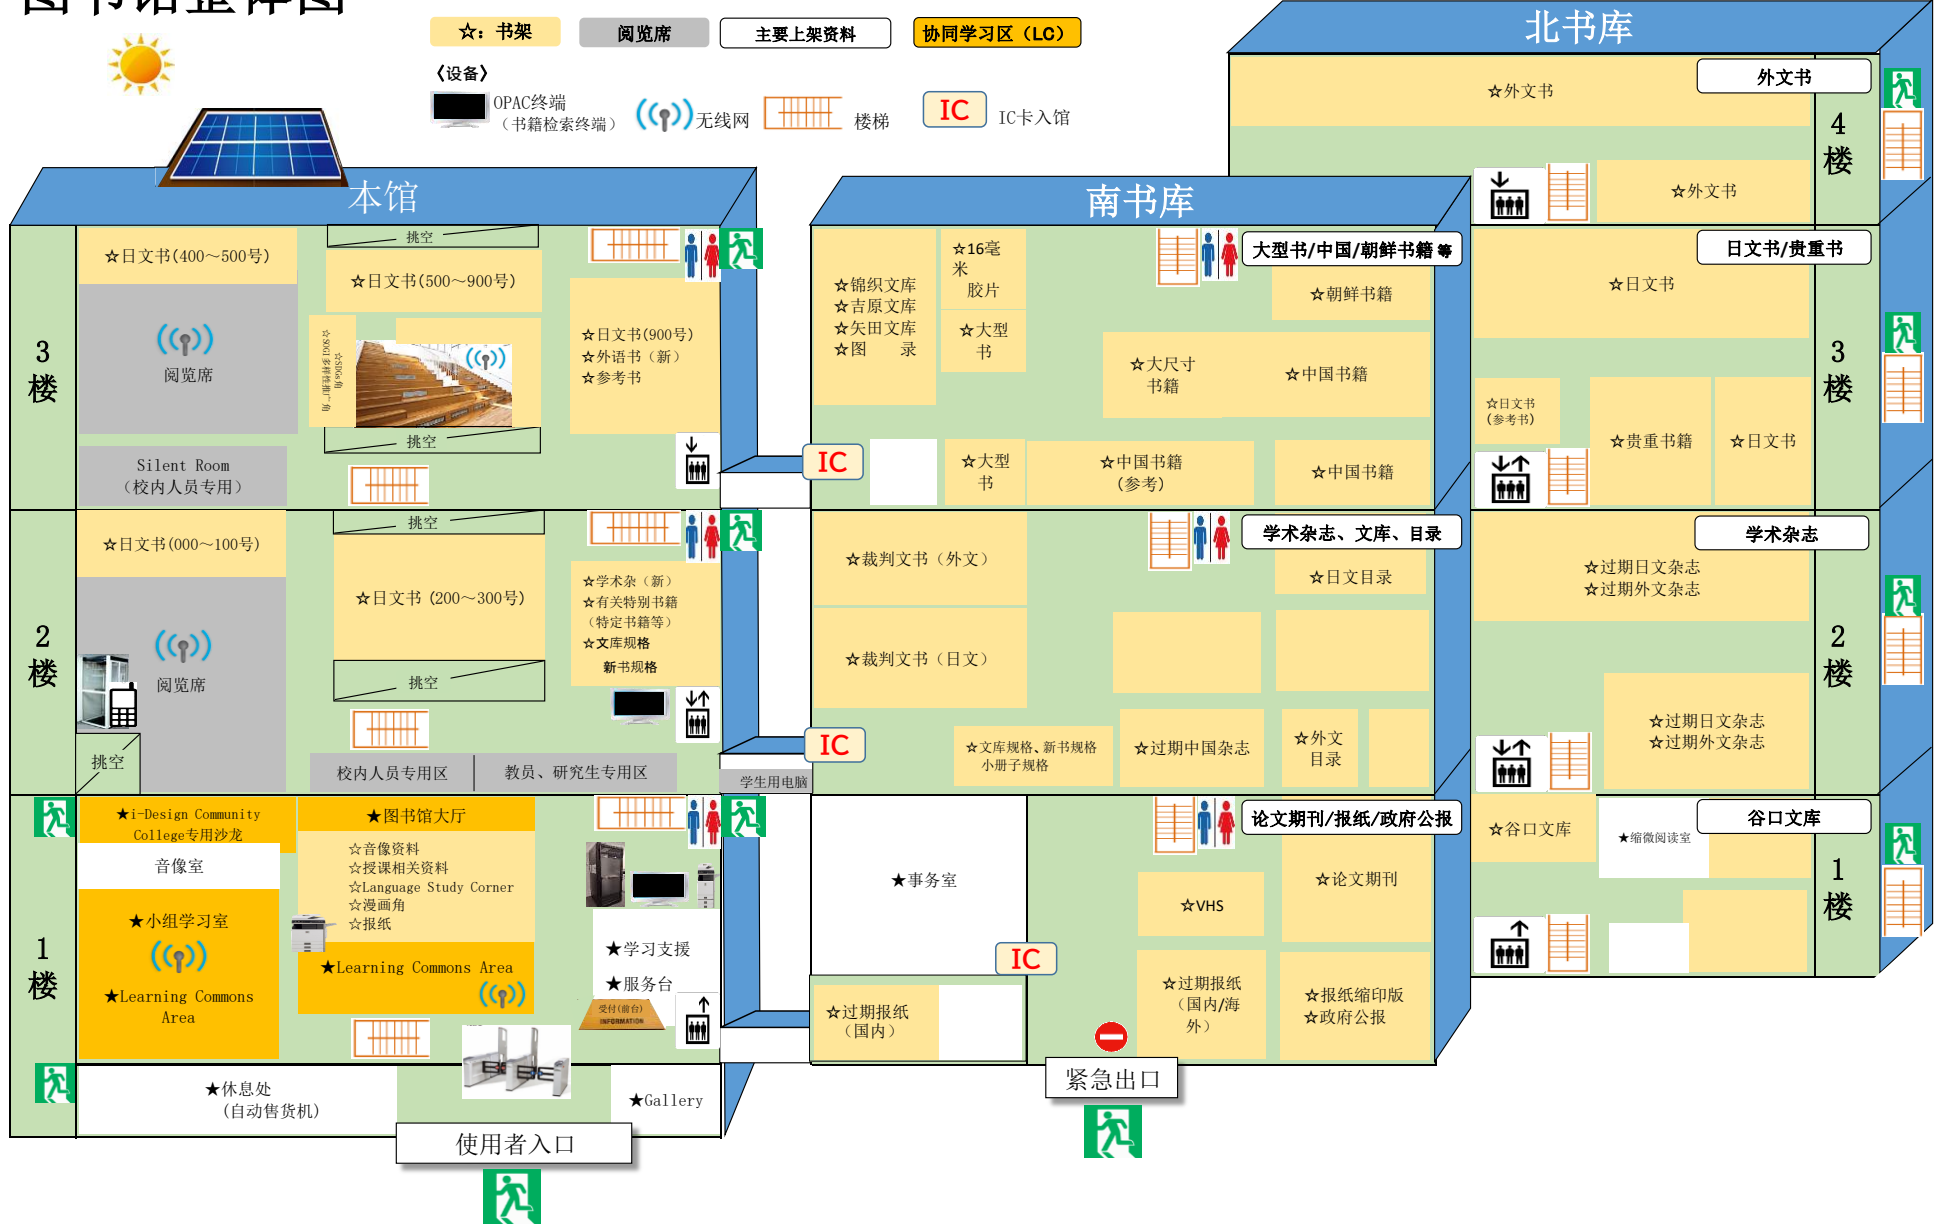 图书馆整体图
☆：书架
阅览席
主要上架资料
协同学习区（LC）
〈设备〉
OPAC终端
（书籍检索终端）
无线网
楼梯
IC
IC卡入馆
本馆
3
楼
☆日文书(400～500号)
阅览席
Silent Room
（校内人员专用）
挑空
☆日文书(500～900号)
☆SDGs角
☆SOGI多样性推广角
挑空
☆日文书(900号)
☆外语书（新）
☆参考书
2
楼
☆日文书(000～100号)
阅览席
挑空
挑空
☆日文书 (200～300号)
挑空
☆学术杂（新）
☆有关特别书籍
（特定书籍等）
☆文库规格
新书规格
校内人员专用区
教员、研究生专用区
学生用电脑
1
楼
★i-Design Community
College专用沙龙
音像室
★小组学习室
★Learning Commons
Area
★图书馆大厅
☆音像资料
☆授课相关资料
☆Language Study Corner
☆漫画角
☆报纸
★Learning Commons Area
★学习支援
★服务台
受付(前台)
INFORMATION
★休息处
(自动售货机)
★Gallery
使用者入口
南书库
大型书/中国/朝鲜书籍等
☆锦织文库
☆吉原文库
☆矢田文库
☆图　　录
☆16毫
米
胶片
☆大型
书
☆朝鲜书籍
☆大尺寸
书籍
☆中国书籍
IC
☆大型
书
☆中国书籍
(参考)
☆中国书籍
学术杂志、文库、目录
☆裁判文书（外文）
☆日文目录
☆裁判文书（日文）
IC
☆文库规格、新书规格
小册子规格
☆过期中国杂志
☆外文
目录
论文期刊/报纸/政府公报
★事务室
☆论文期刊
☆VHS
IC
☆过期报纸
（国内）
☆过期报纸
（国内/海
外）
☆报纸缩印版
☆政府公报
紧急出口
北书库
外文书
☆外文书
4
楼
☆外文书
日文书/贵重书
☆日文书
3
楼
☆日文书
(参考书)
☆贵重书籍
☆日文书
学术杂志
☆过期日文杂志
☆过期外文杂志
2
楼
☆过期日文杂志
☆过期外文杂志
谷口文库
☆谷口文库
★缩微阅读室
1
楼